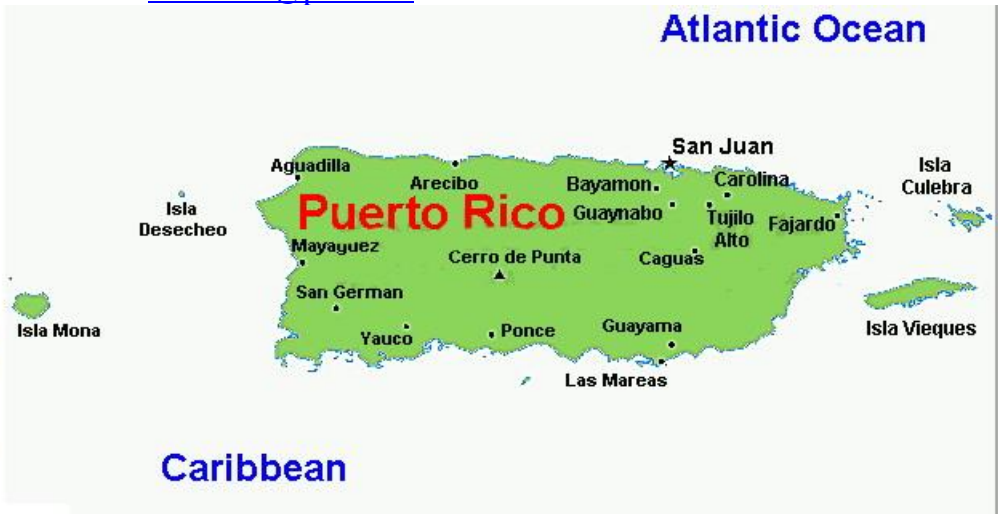 Atlantic Ocean
San Juan
Aguadilla
Arecibo
Bayamon
Carolina
Isla
Culebra
Isla
Desecheo
Puerto Rico
Guaynabo
Tujilo
Alto
Fajardo
Mayaguez
Cerro de Punta
Caguas
San German
Isla Mona
Yauco
Ponce
Guayama
Isla Vieques
Las Mareas
Caribbean